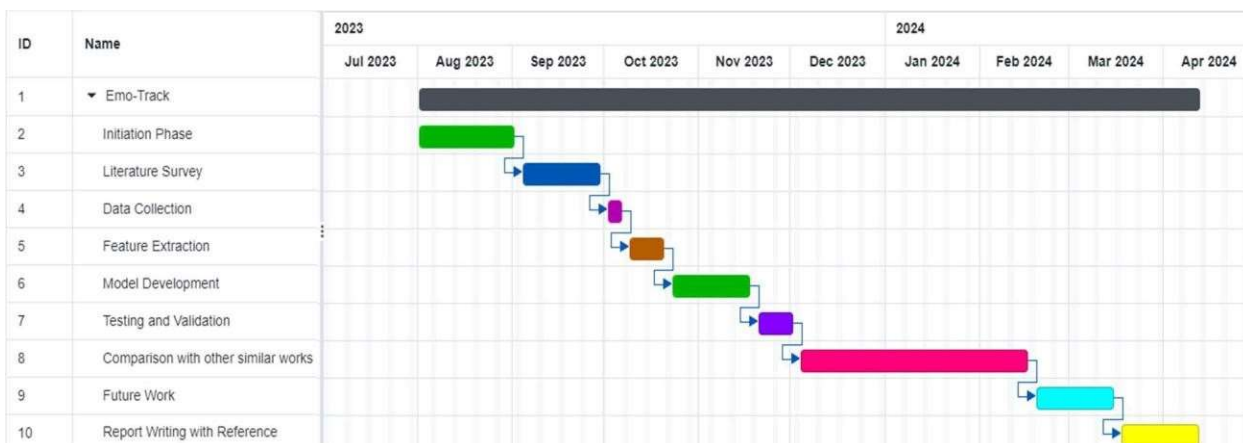 ID Name 2023 2024
Jul 2023 Aug 2023 Sep 2023 Oct 2023 Nov 2023 Dec 2023 Jan 2024 Feb 2024 Mar 2024 Apr 2024
1 Emo-Track
2 Initiation Phase
3 Literature Survey
4 Data Collection
5 Feature Extraction
6 Model Development
7 Testing and Validation
8 Comparison with other similar works
9 Future Work
10 Report Writing with Reference